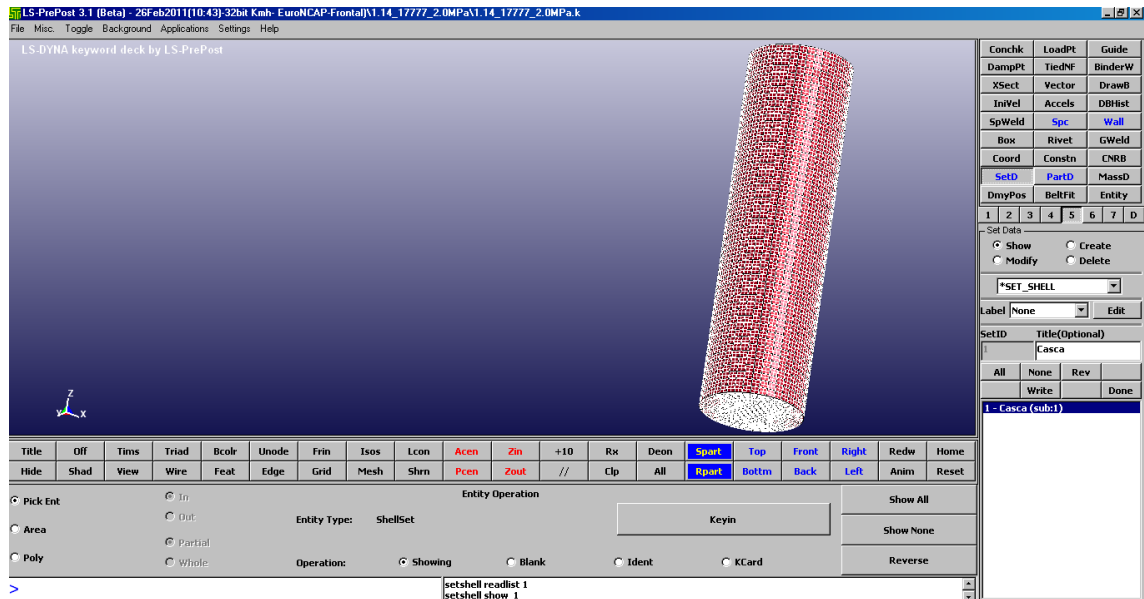 LS-PrePost 3.1 (Beta) - 26Feb2011(10:43)-32bit Kmh- EuroNCAP-Frontal)\1.14_17777_2.0MPa\1.14_17777_2.0MPa.k
File Misc. Toggle Background Applications Settings Help
LS-DYNA keyword deck by LS-PrePost
Z
Y X
Conchk LoadPt Guide
DampPt TiedNF BinderW
XSect Vector DrawB
IniVel Accels DBHist
SpWeld Spc Wall
Box Rivet GWeld
Coord Constn CNRB
SetD PartD MassD
DmyPos BeltFit Entity
1 2 3 4 5 6 7 D
Set Data
Show Create
Modify Delete
*SET_SHELL
Label None Edit
SetID Title(Optional)
1 Casca
All None Rev
Write Done
1 - Casca (sub:1)
Title Off Tims Triad Bcolr Unode Frin Isos Lcon Acen Zin +10 Rx Deon Spart Top Front Right Redw Home
Hide Shad View Wire Feat Edge Grid Mesh Shrn Pcen Zout // Clp All Rpart Bottm Back Left Anim Reset
Entity Operation
Pick Ent In Show All
Out Entity Type: ShellSet Keyin
Area Show None
Partial
Poly Whole Operation: Showing Blank Ident KCard Reverse
> setshell readlist 1
setshell show 1